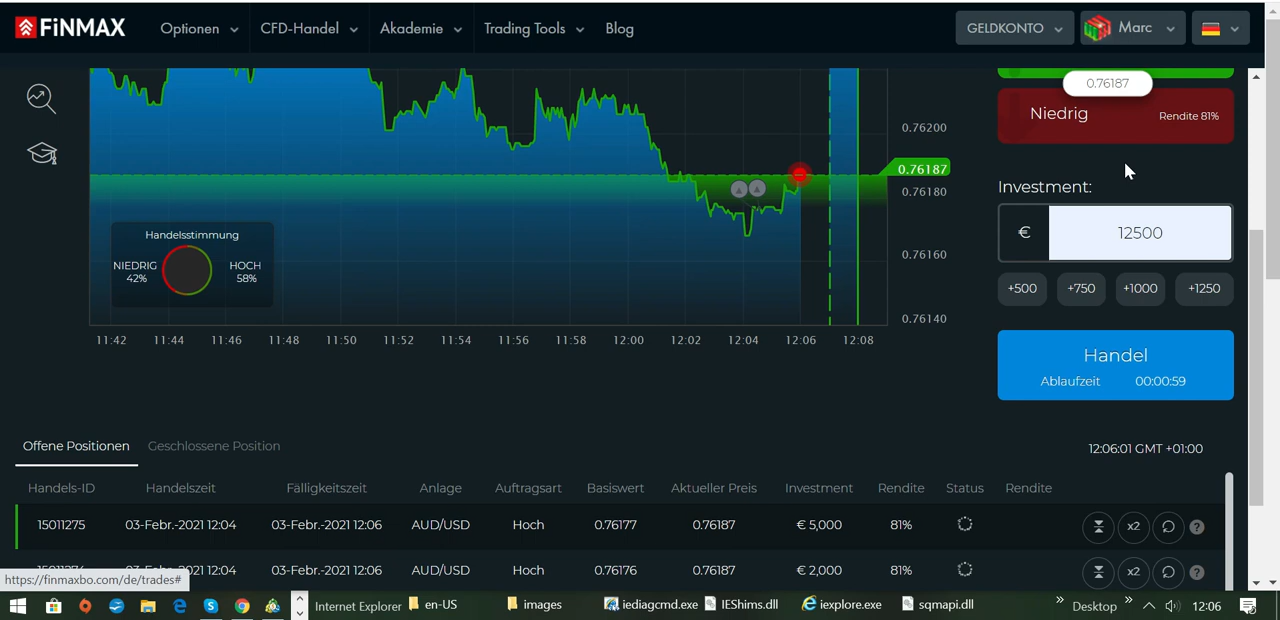 FiNMAX
Optionen
CFD-Handel
Akademie
Trading Tools
Blog
GELDKONTO
Marc
0.76187
Niedrig
Rendite 81%
0.76200
0.76187
0.76180
0.76160
0.76140
Handelsstimmung
NIEDRIG
42%
HOCH
58%
Investment:
€
12500
+500
+750
+1000
+1250
11:42 11:44 11:46 11:48 11:50 11:52 11:54 11:56 11:58 12:00 12:02 12:04 12:06 12:08
Handel
Ablaufzeit 00:00:59
Offene Positionen
Geschlossene Position
12:06:01 GMT +01:00
Handels-ID Handelszeit Fälligkeitszeit Anlage Auftragsart Basiswert Aktueller Preis Investment Rendite Status Rendite
15011275 03-Febr.-2021 12:04 03-Febr.-2021 12:06 AUD/USD Hoch 0.76177 0.76187 € 5,000 81% x2 ?
03-Febr.-2021 12:04 03-Febr.-2021 12:06 AUD/USD Hoch 0.76176 0.76187 € 2,000 81% x2 ?
https://finmaxbo.com/de/trades#
Internet Explorer
en-US
images
iediagcmd.exe
IEShims.dll
iexplore.exe
sqmapi.dll
Desktop
12:06